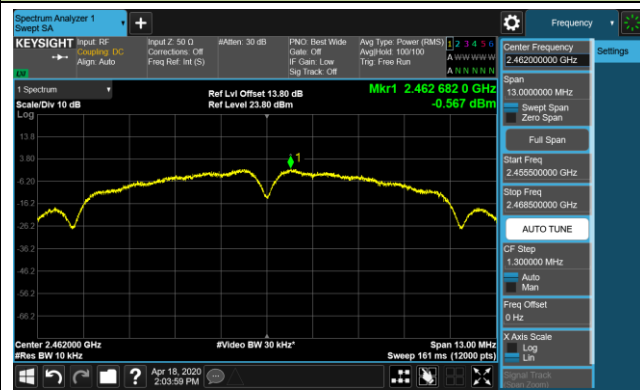 Spectrum Analyzer 1
Swept SA
Frequency
KEYSIGHT
Input: RF
Coupling: DC
Align: Auto
Input Z: 50 Ω
Corrections: Off
Freq Ref: Int (S)
#Atten: 30 dB
PNO: Best Wide
Gate: Off
IF Gain: Low
Sig Track: Off
Avg Type: Power (RMS)
Avg|Hold: 100/100
Trig: Free Run
1 2 3 4 5 6
A W W W W W
A N N N N N
LXI
1 Spectrum
Scale/Div 10 dB
Log
Ref Lvl Offset 13.80 dB
Ref Level 23.80 dBm
Mkr1 2.462 682 0 GHz
-0.567 dBm
13.8
3.80
-6.20
-16.2
-26.2
-36.2
-46.2
-56.2
-66.2
1
Center 2.462000 GHz
#Res BW 10 kHz
#Video BW 30 kHz*
Span 13.00 MHz
Sweep 161 ms (12000 pts)
Apr 18, 2020
2:03:59 PM
Center Frequency
2.462000000 GHz
Settings
Span
13.0000000 MHz
Swept Span
Zero Span
Full Span
Start Freq
2.455500000 GHz
Stop Freq
2.468500000 GHz
AUTO TUNE
CF Step
1.300000 MHz
Auto
Man
Freq Offset
0 Hz
X Axis Scale
Log
Lin
Signal Track
(Span Zoom)